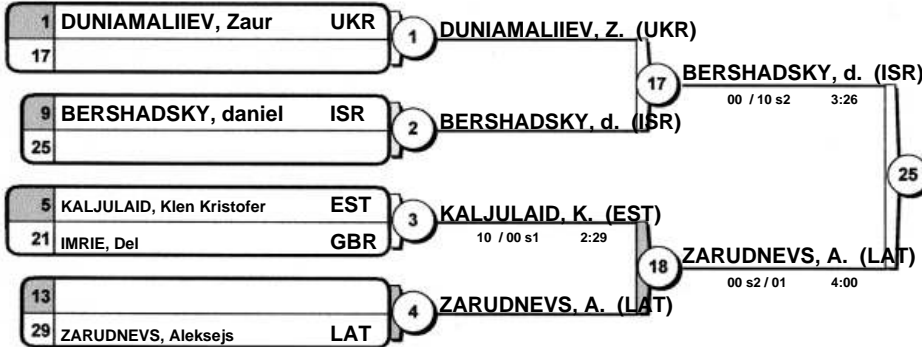 1 DUNIAMALIIEV, Zaur UKR
17
1 DUNIAMALIIEV, Z. (UKR)
9 BERSHADSKY, daniel ISR
25
2 BERSHADSKY, d. (ISR)
17 BERSHADSKY, d. (ISR)
00 / 10 s2 3:26
5 KALJULAID, Klen Kristofer EST
21 IMRIE, Del GBR
3 KALJULAID, K. (EST)
10 / 00 s1 2:29
13
29 ZARUDNEVS, Aleksejs LAT
4 ZARUDNEVS, A. (LAT)
18 ZARUDNEVS, A. (LAT)
00 s2 / 01 4:00
25